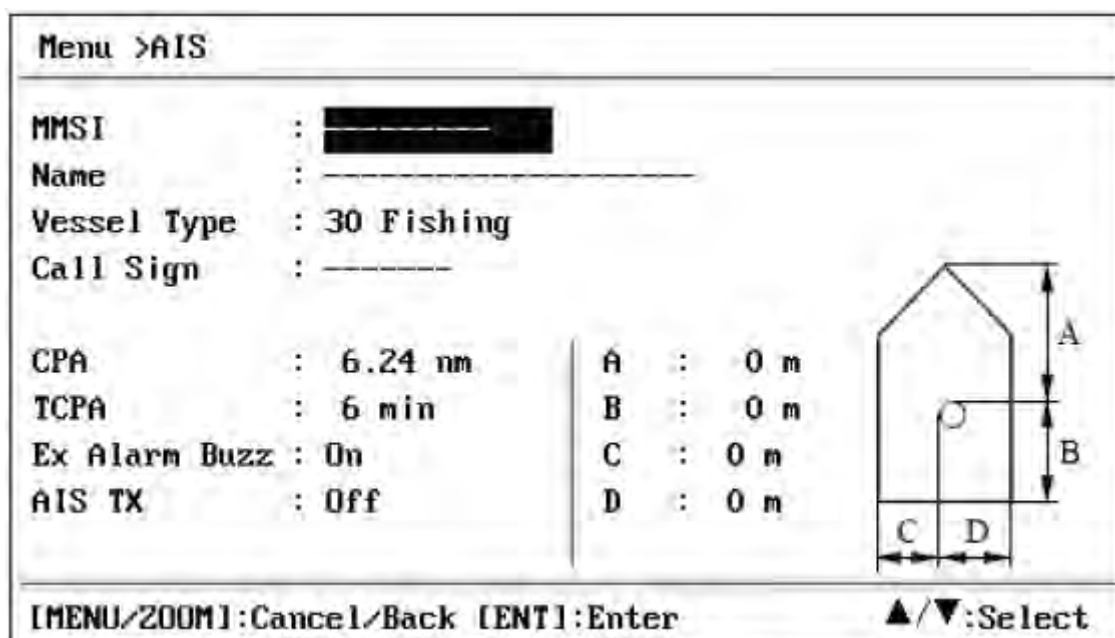 Menu >AIS
MMSI : ---------
Name : --------------------
Vessel Type : 30 Fishing
Call Sign : -------
CPA : 6.24 nm
TCPA : 6 min
Ex Alarm Buzz : On
AIS TX : Off
A : 0 m
B : 0 m
C : 0 m
D : 0 m
A
B
C D
[MENU/ZOOM]:Cancel/Back [ENT]:Enter ▲/▼:Select